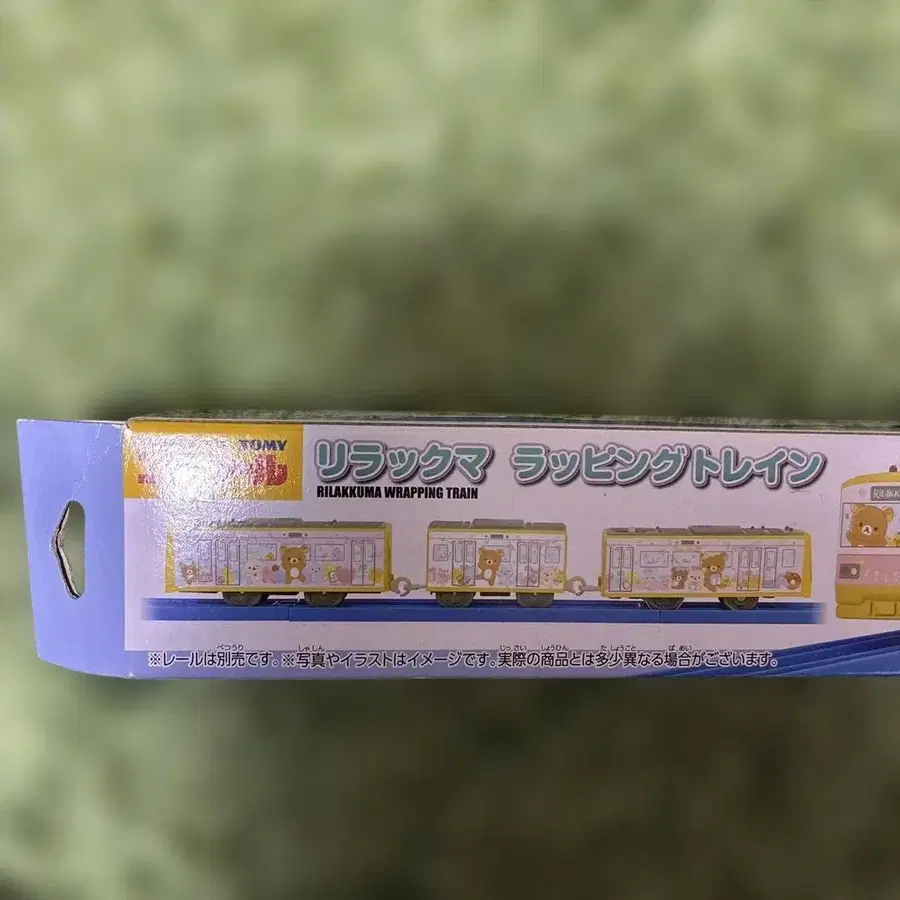 TOMY
リラックマ ラッピングトレイン
RILAKKUMA WRAPPING TRAIN
※レールは別売です。※写真やイラストはイメージです。実際の商品とは多少異なる場合がございます。